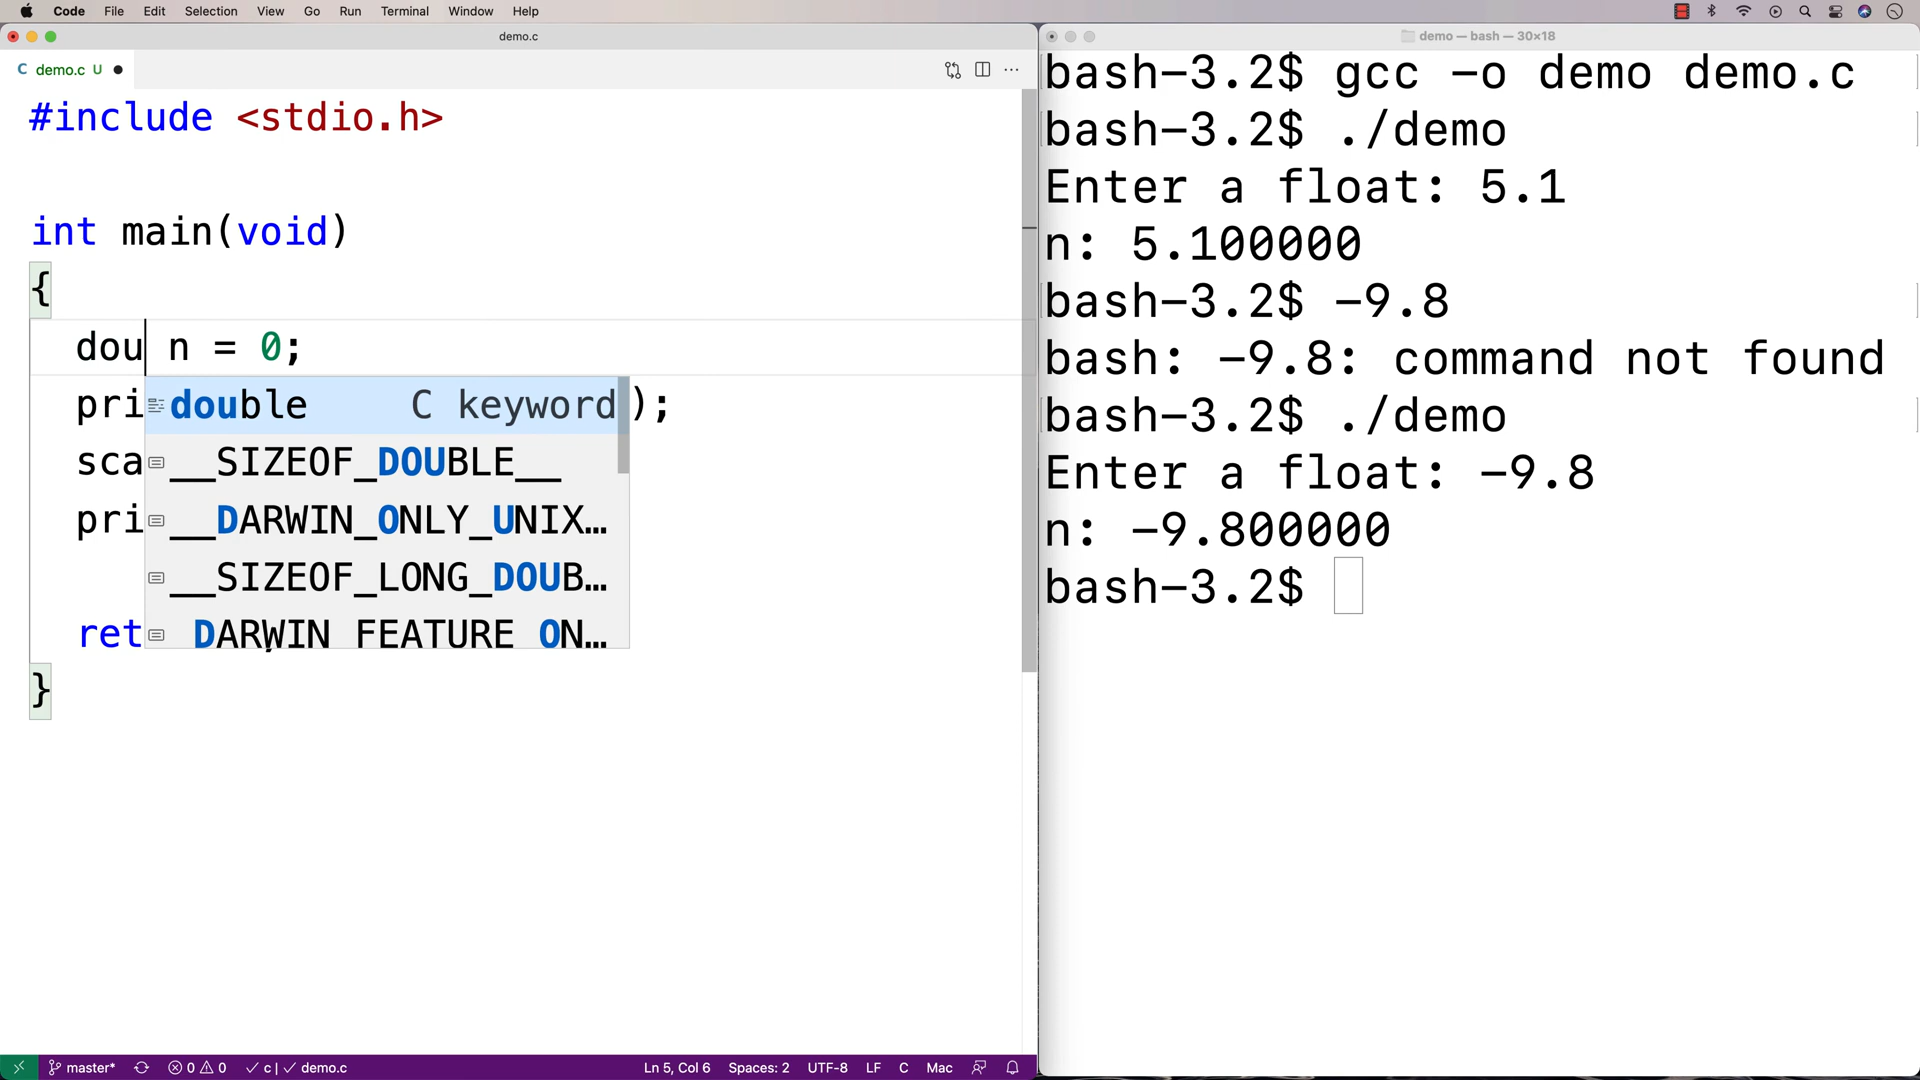 Code File Edit Selection View Go Run Terminal Window Help
demo.c
C demo.c U
#include <stdio.h>
int main(void)
{
dou n = 0;
pri );
double C keyword
sca
__SIZEOF_DOUBLE__
pri
__DARWIN_ONLY_UNIX…
__SIZEOF_LONG_DOUB…
ret
_DARWIN_FEATURE_ON…
}
master* 0 0 c | demo.c Ln 5, Col 6 Spaces: 2 UTF-8 LF C Mac
demo — bash — 30×18
bash-3.2$ gcc -o demo demo.c
bash-3.2$ ./demo
Enter a float: 5.1
n: 5.100000
bash-3.2$ -9.8
bash: -9.8: command not found
bash-3.2$ ./demo
Enter a float: -9.8
n: -9.800000
bash-3.2$